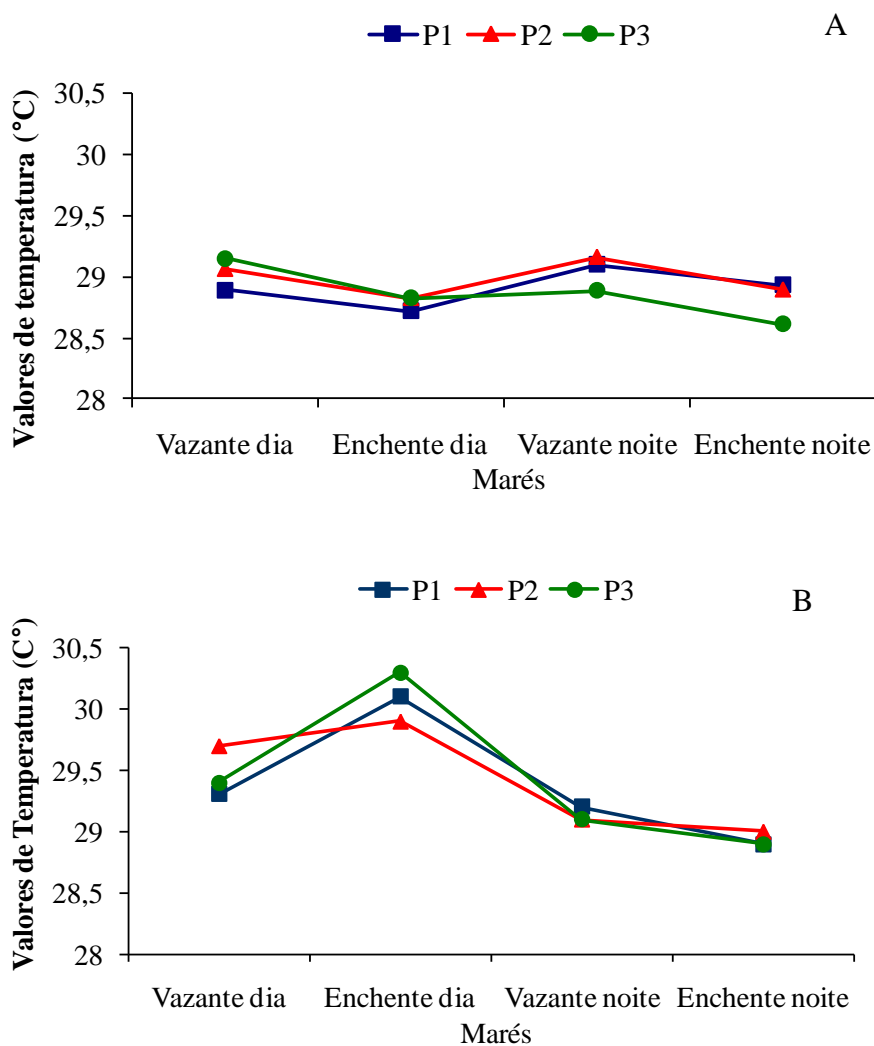 P1 P2 P3 A
Valores de temperatura (°C)
30,5
30
29,5
29
28,5
28
Vazante dia Enchente dia Vazante noite Enchente noite
Marés
P1 P2 P3 B
Valores de Temperatura (C°)
30,5
30
29,5
29
28,5
28
Vazante dia Enchente dia Vazante noite Enchente noite
Marés